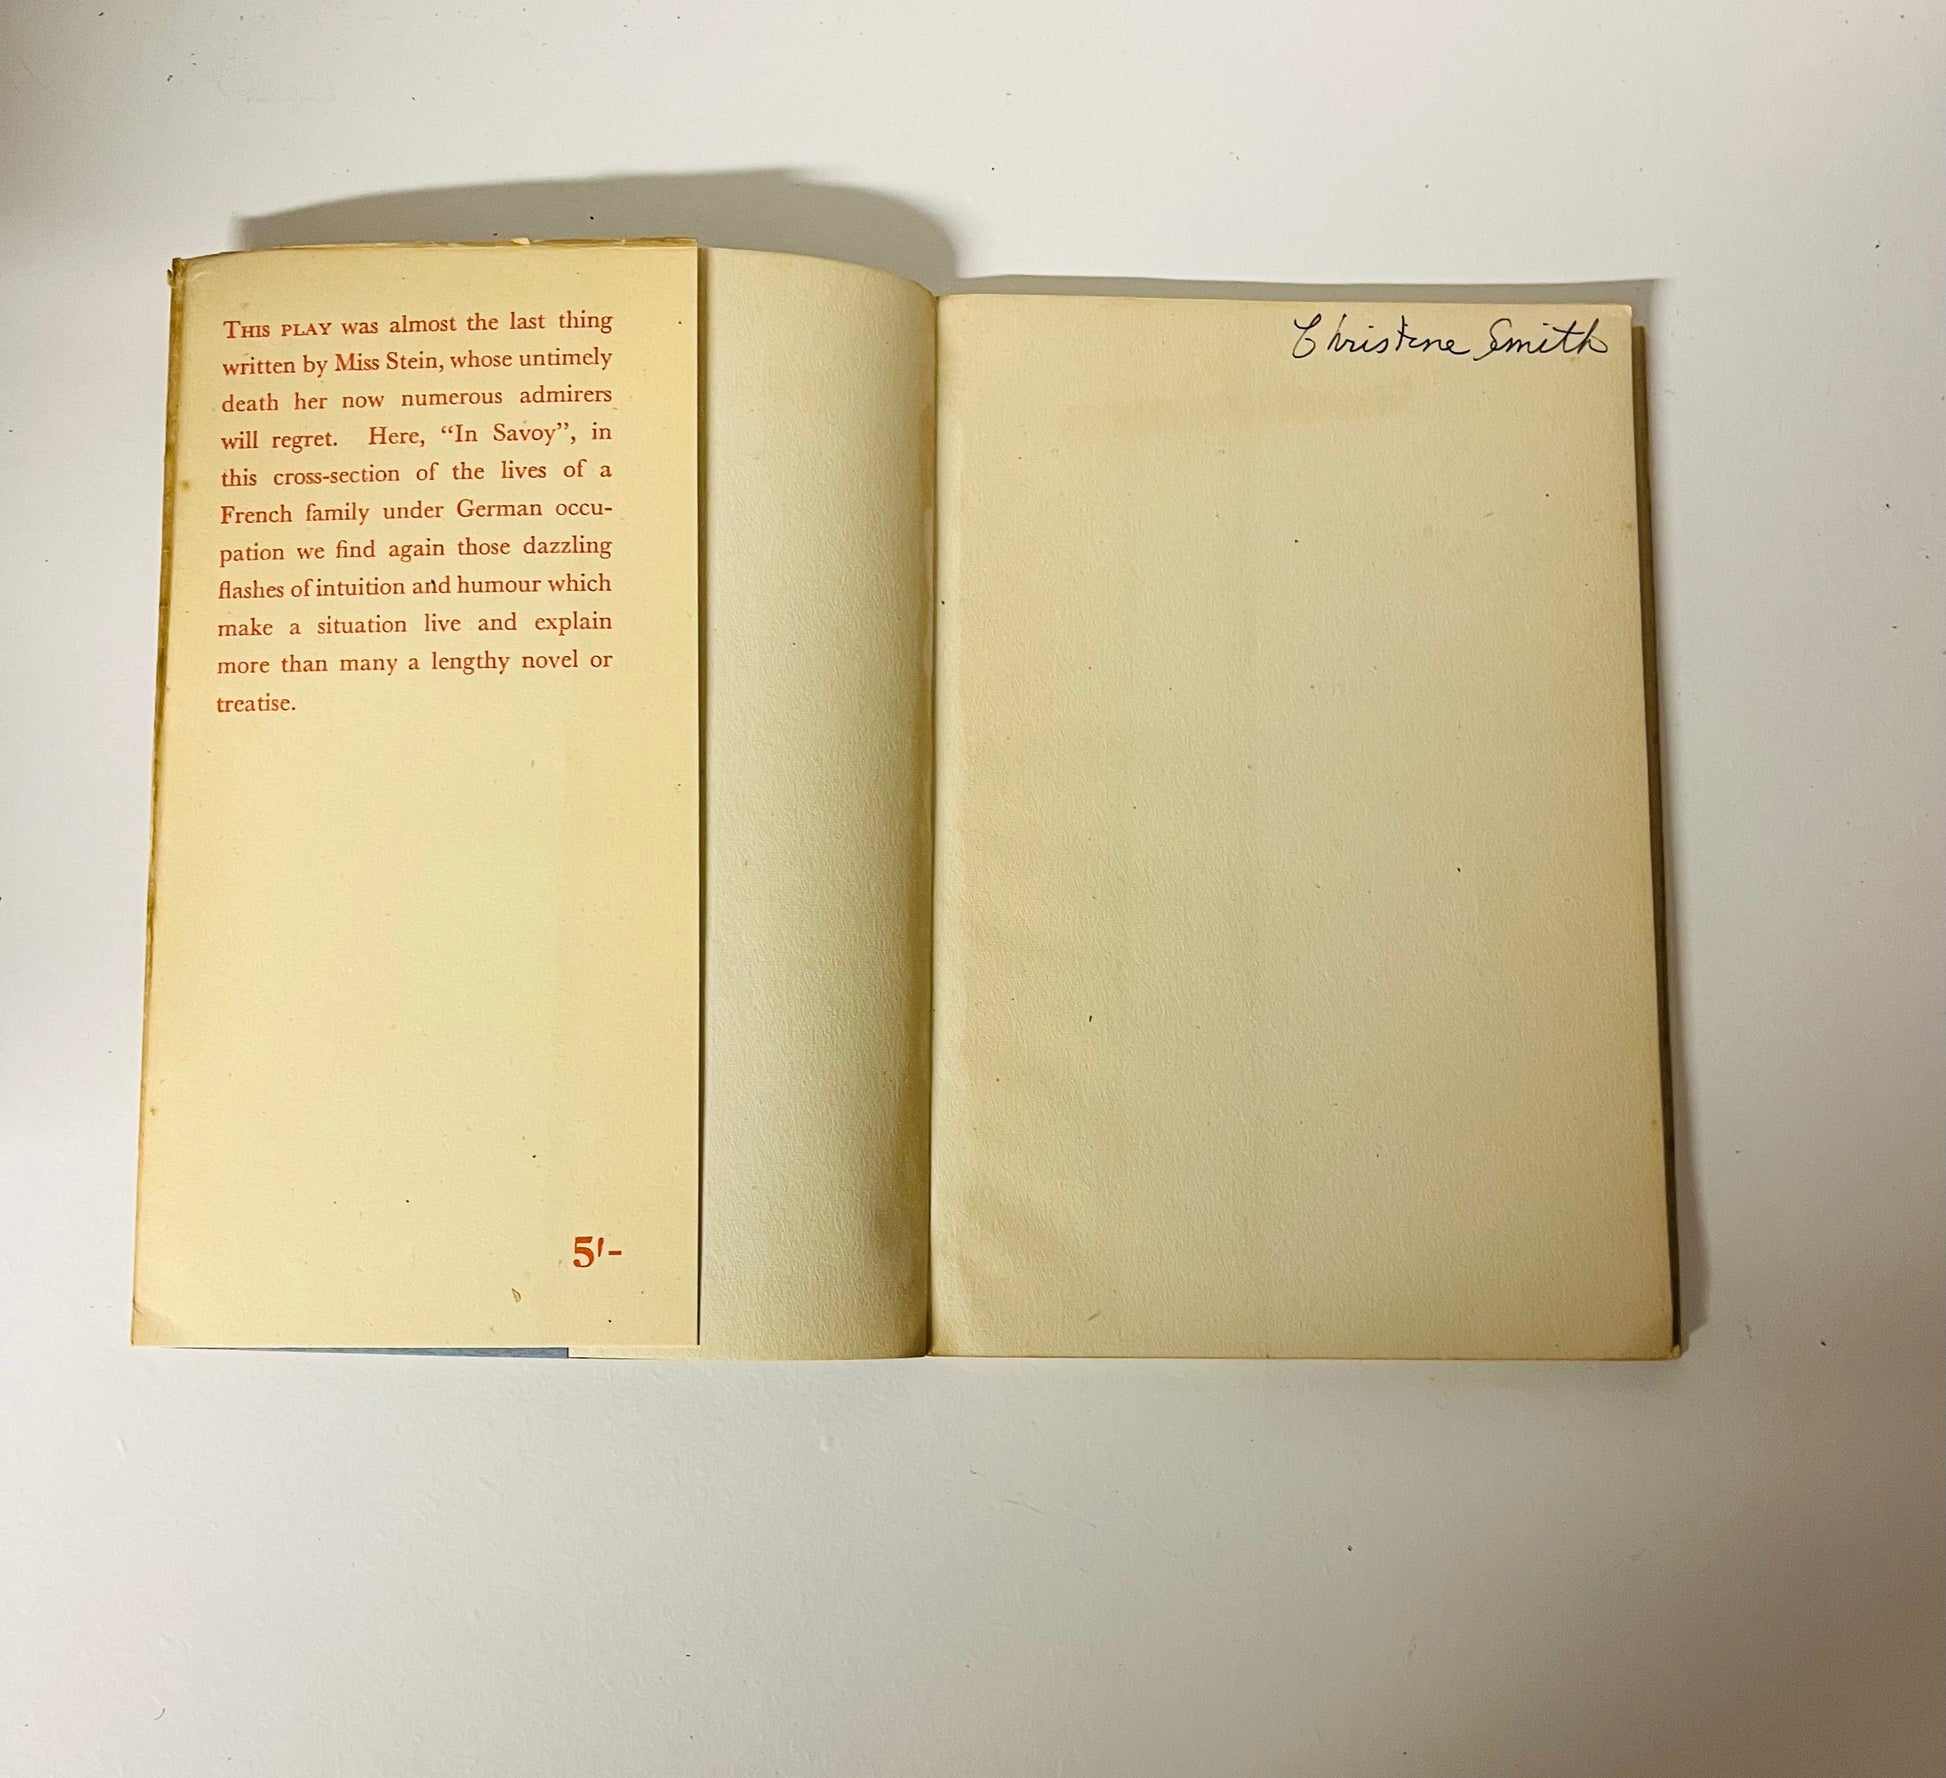 THIS PLAY was almost the last thing
written by Miss Stein, whose untimely
death her now numerous admirers
will regret. Here, “In Savoy”, in
this cross-section of the lives of a
French family under German occu-
pation we find again those dazzling
flashes of intuition and humour which
make a situation live and explain
more than many a lengthy novel or
treatise.
5/-
Christine Smith